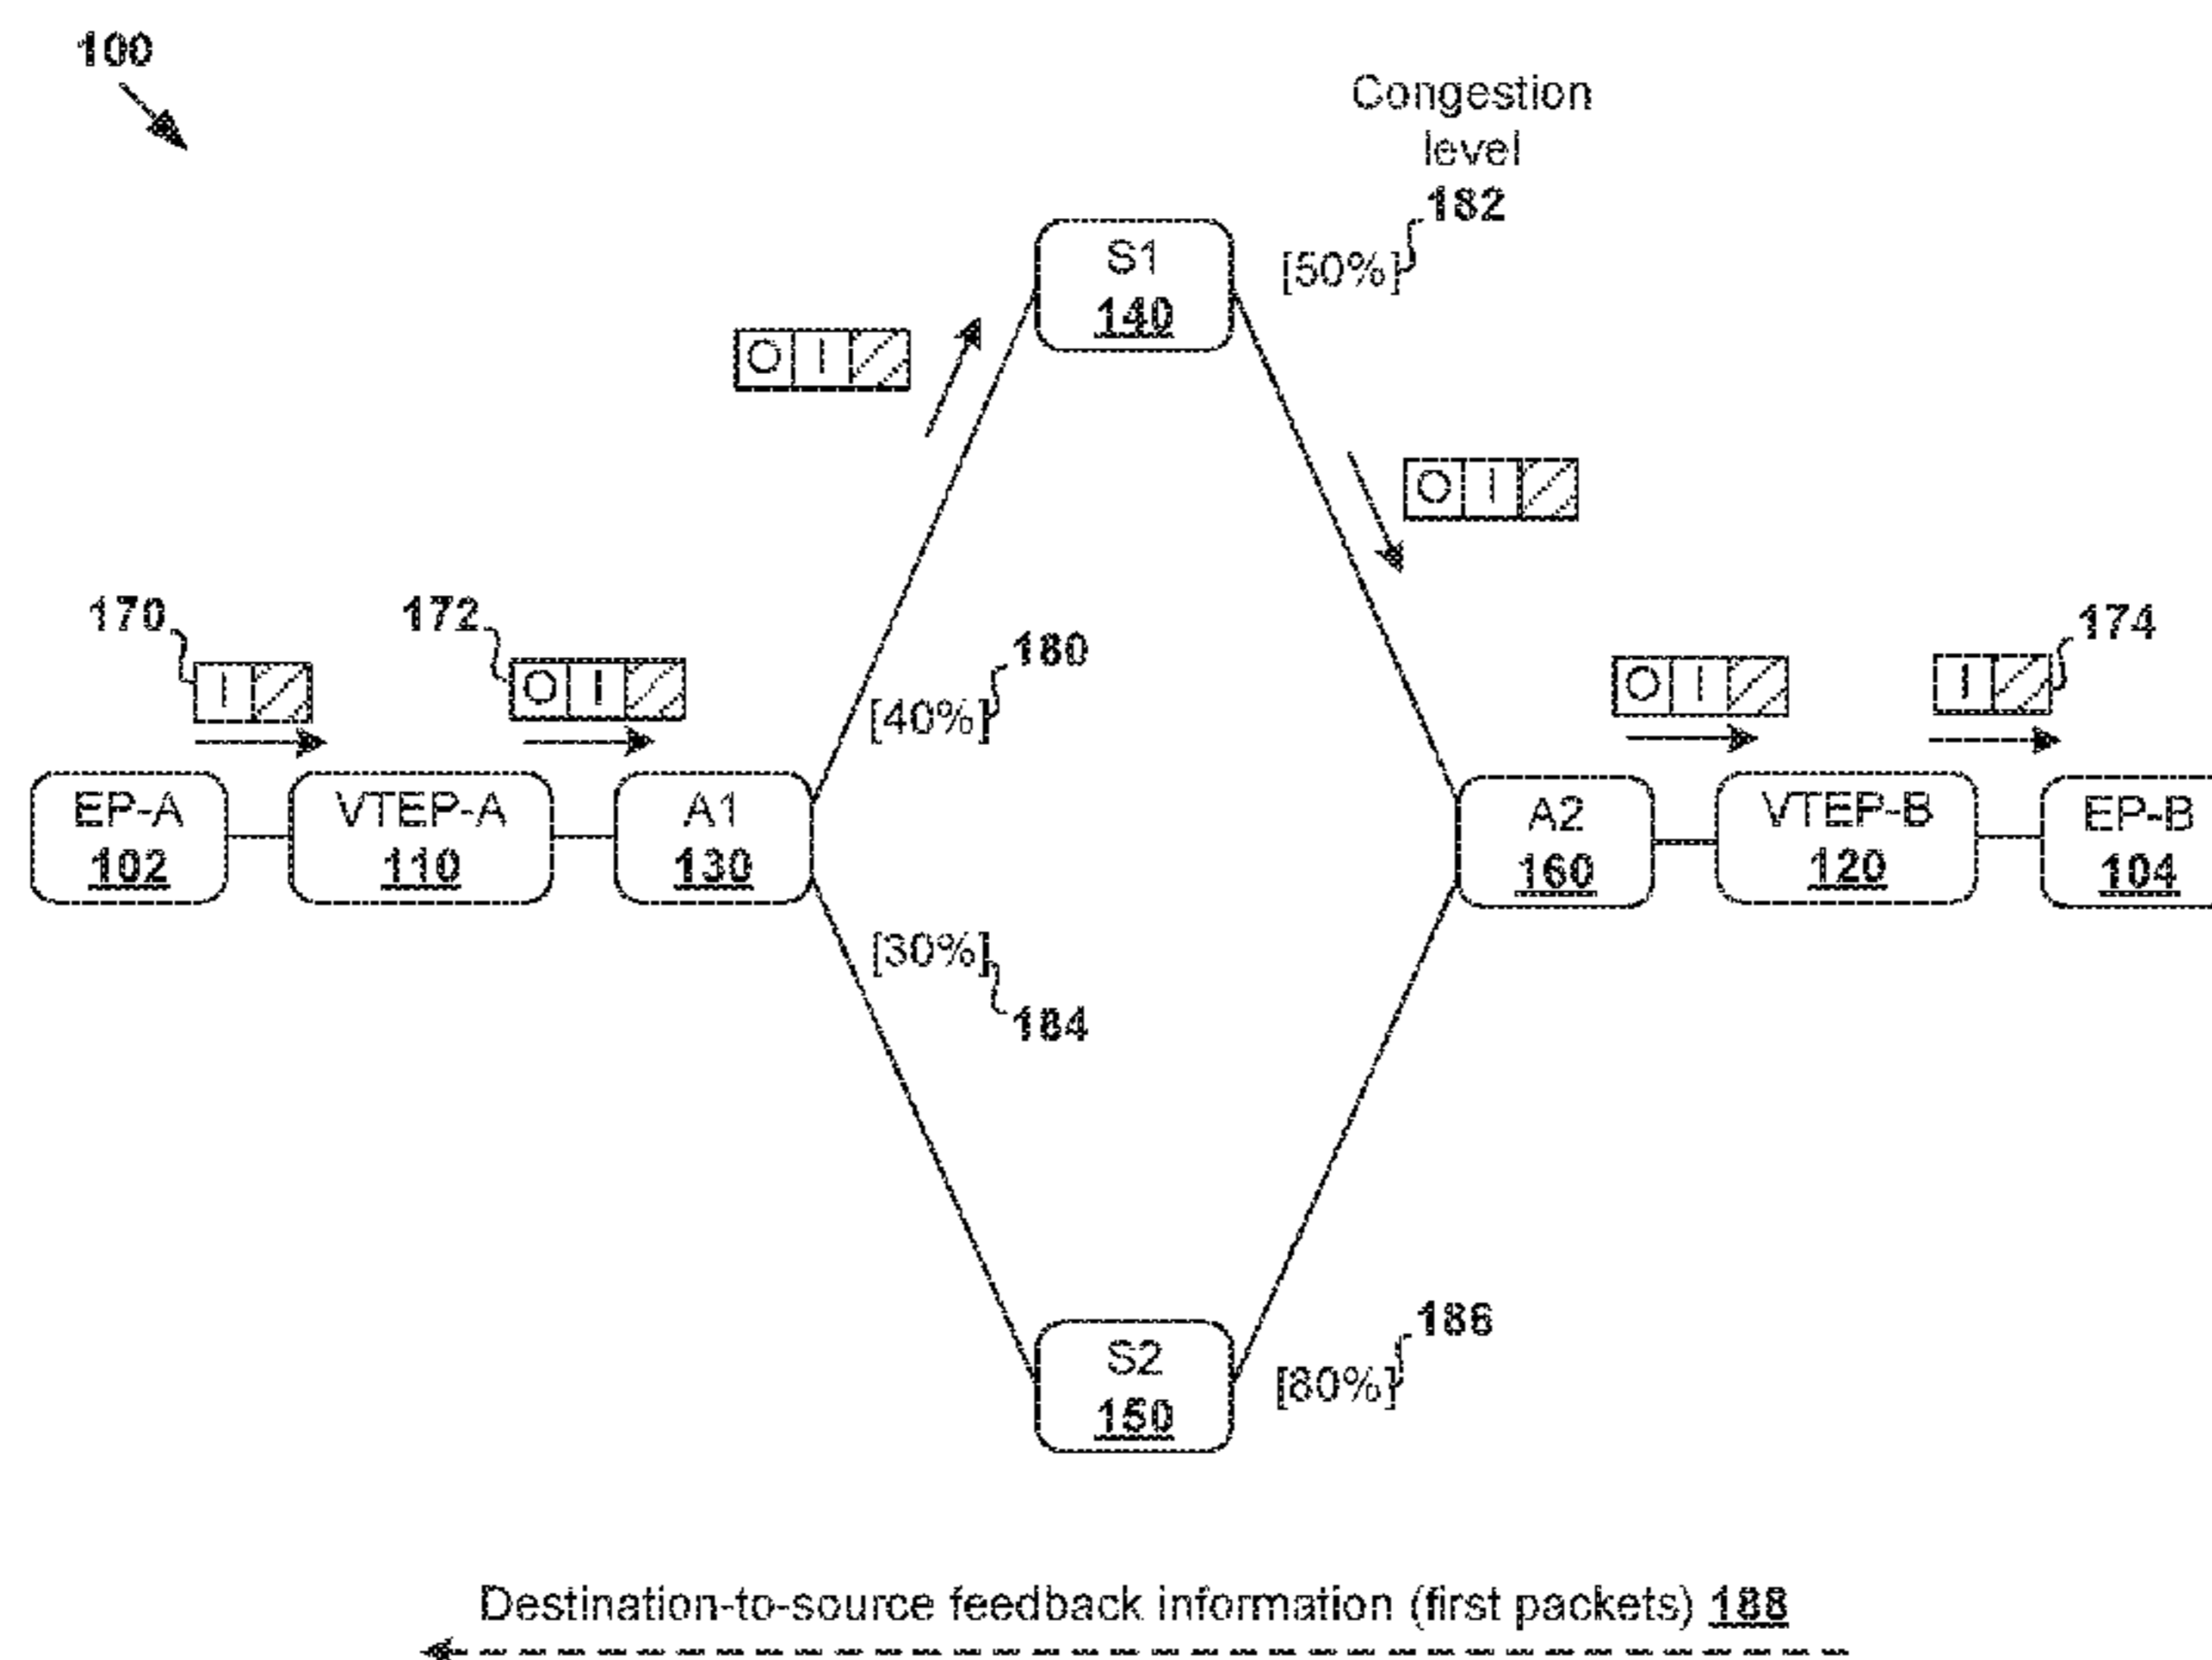 100
Congestion
level
182
S1
140
[50%]
O I
O I
170
172
174
I
O I
180
O I
I
[40%]
EP-A
102
VTEP-A
110
A1
130
A2
160
VTEP-B
120
EP-B
104
[30%]
184
S2
150
186
[80%]
Destination-to-source feedback information (first packets) 188